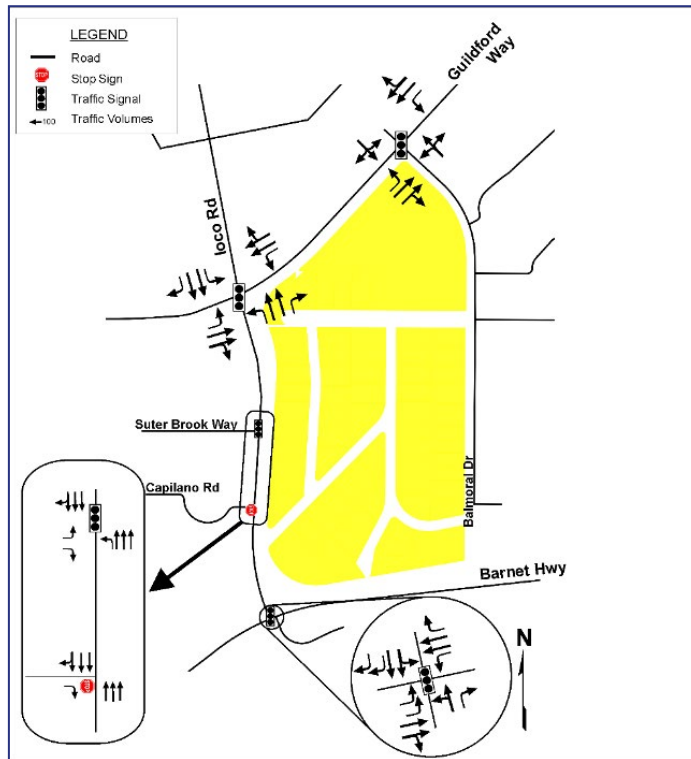 LEGEND
Road
STOP
Stop Sign
Traffic Signal
100
Traffic Volumes
Guildford
Way
Ioco Rd
Suter Brook Way
Capilano Rd
Balmoral Dr
Barnet Hwy
N